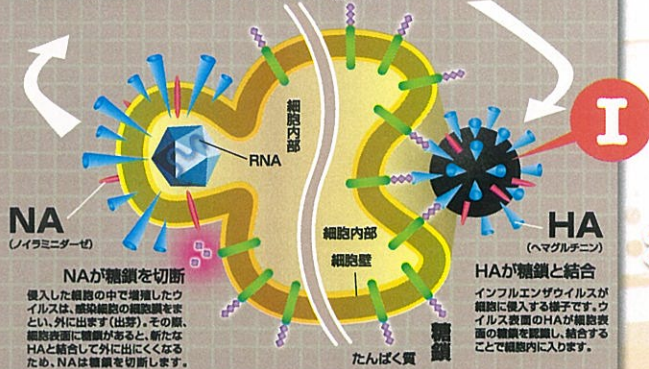 細胞内部
RNA
I
NA
(ノイラミニダーゼ)
NAが糖鎖を切断
侵入した細胞の中で増殖したウ
イルスは、感染細胞の細胞膜をま
とい、外に出ます(出芽)。その際、
細胞表面に糖鎖があると、新たな
HAと結合して外に出にくくなる
ため、NAは糖鎖を切断します。
細胞内部
細胞壁
たんぱく質
糖鎖
HA
(ヘマグルチニン)
HAが糖鎖と結合
インフルエンザウイルスが
細胞に侵入する様子です。ウ
イルス表面のHAが細胞表
面の糖鎖を認識し、結合する
ことで細胞内に入ります。